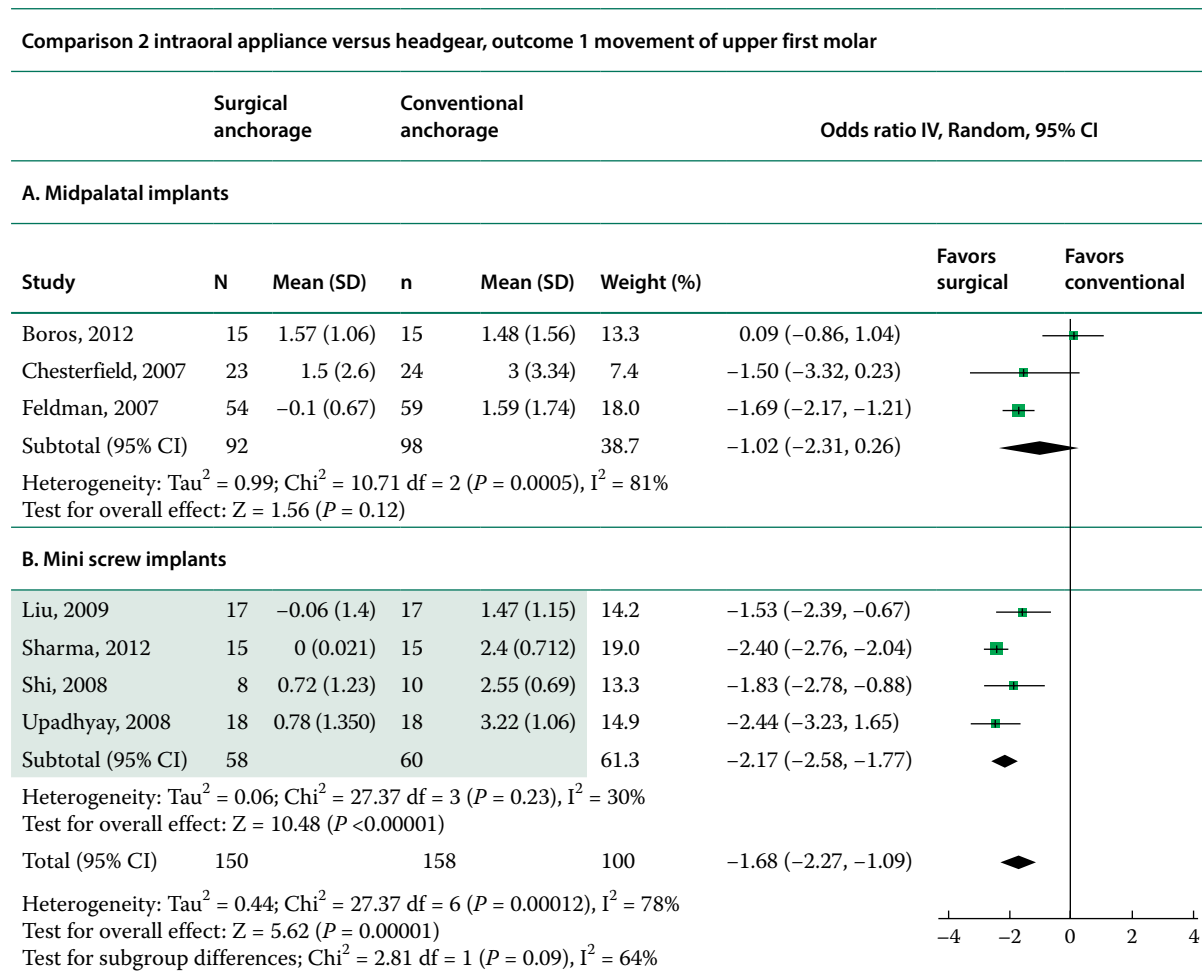 Comparison 2 intraoral appliance versus headgear, outcome 1 movement of upper first molar
Surgical anchorage Conventional anchorage Odds ratio IV, Random, 95% CI
A. Midpalatal implants
Study N Mean (SD) n Mean (SD) Weight (%) Favors surgical Favors conventional
Boros, 2012 15 1.57 (1.06) 15 1.48 (1.56) 13.3 0.09 (−0.86, 1.04)
Chesterfield, 2007 23 1.5 (2.6) 24 3 (3.34) 7.4 −1.50 (−3.32, 0.23)
Feldman, 2007 54 −0.1 (0.67) 59 1.59 (1.74) 18.0 −1.69 (−2.17, −1.21)
Subtotal (95% CI) 92 98 38.7 −1.02 (−2.31, 0.26)
Heterogeneity: Tau² = 0.99; Chi² = 10.71 df = 2 (P = 0.0005), I² = 81%
Test for overall effect: Z = 1.56 (P = 0.12)
B. Mini screw implants
Liu, 2009 17 −0.06 (1.4) 17 1.47 (1.15) 14.2 −1.53 (−2.39, −0.67)
Sharma, 2012 15 0 (0.021) 15 2.4 (0.712) 19.0 −2.40 (−2.76, −2.04)
Shi, 2008 8 0.72 (1.23) 10 2.55 (0.69) 13.3 −1.83 (−2.78, −0.88)
Upadhyay, 2008 18 0.78 (1.350) 18 3.22 (1.06) 14.9 −2.44 (−3.23, 1.65)
Subtotal (95% CI) 58 60 61.3 −2.17 (−2.58, −1.77)
Heterogeneity: Tau² = 0.06; Chi² = 27.37 df = 3 (P = 0.23), I² = 30%
Test for overall effect: Z = 10.48 (P <0.00001)
Total (95% CI) 150 158 100 −1.68 (−2.27, −1.09)
Heterogeneity: Tau² = 0.44; Chi² = 27.37 df = 6 (P = 0.00012), I² = 78%
Test for overall effect: Z = 5.62 (P = 0.00001)
Test for subgroup differences; Chi² = 2.81 df = 1 (P = 0.09), I² = 64%
−4 −2 0 2 4